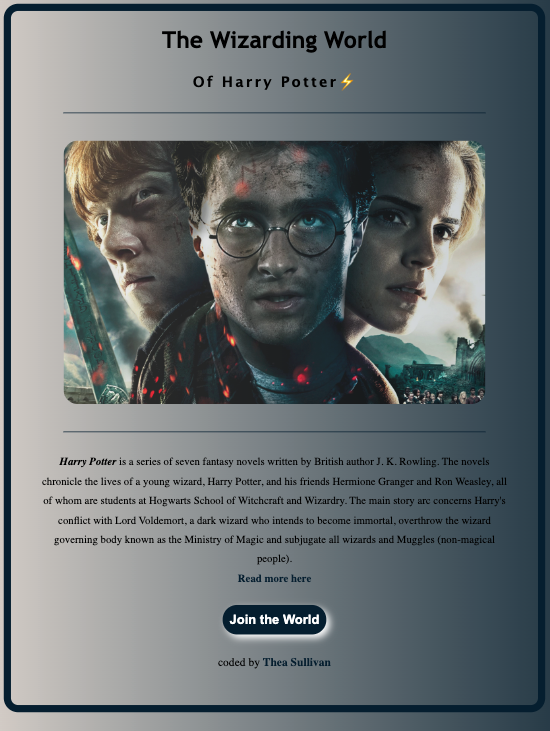 The Wizarding World
Of Harry Potter⚡
Harry Potter is a series of seven fantasy novels written by British author J. K. Rowling. The novels
chronicle the lives of a young wizard, Harry Potter, and his friends Hermione Granger and Ron Weasley, all
of whom are students at Hogwarts School of Witchcraft and Wizardry. The main story arc concerns Harry's
conflict with Lord Voldemort, a dark wizard who intends to become immortal, overthrow the wizard
governing body known as the Ministry of Magic and subjugate all wizards and Muggles (non-magical
people).
Read more here
Join the World
coded by Thea Sullivan